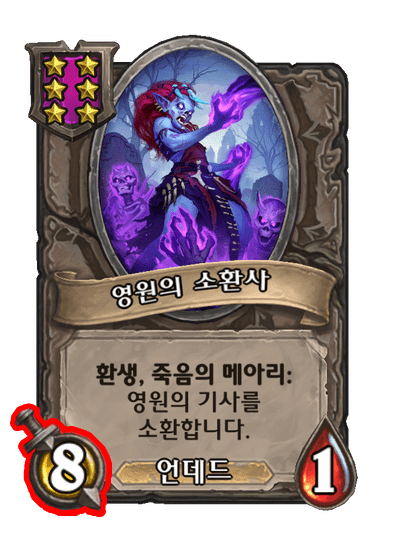 영원의 소환사
환생, 죽음의 메아리:
영원의 기사를
소환합니다.
8
언데드
1